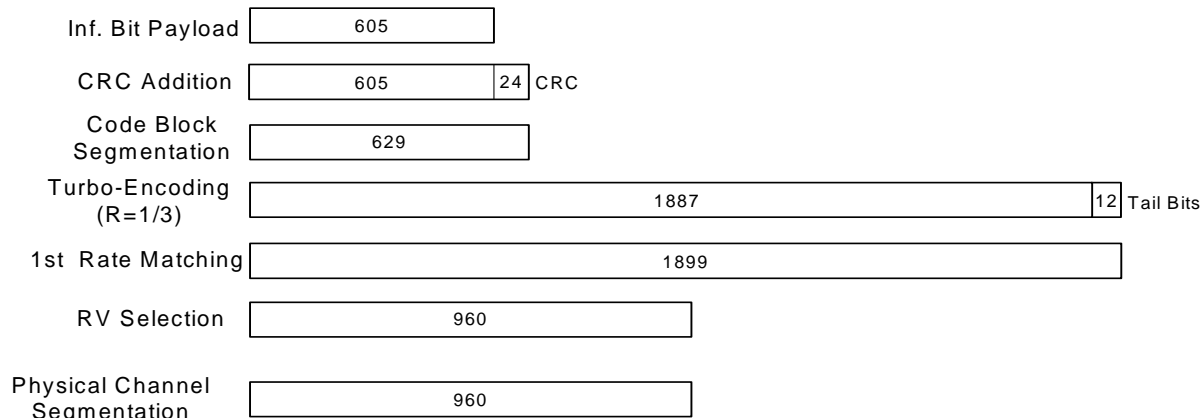 Inf. Bit Payload 605
CRC Addition 605 24 CRC
Code Block
Segmentation 629
Turbo-Encoding
(R=1/3) 1887 12 Tail Bits
1st Rate Matching 1899
RV Selection 960
Physical Channel
Segmentation 960